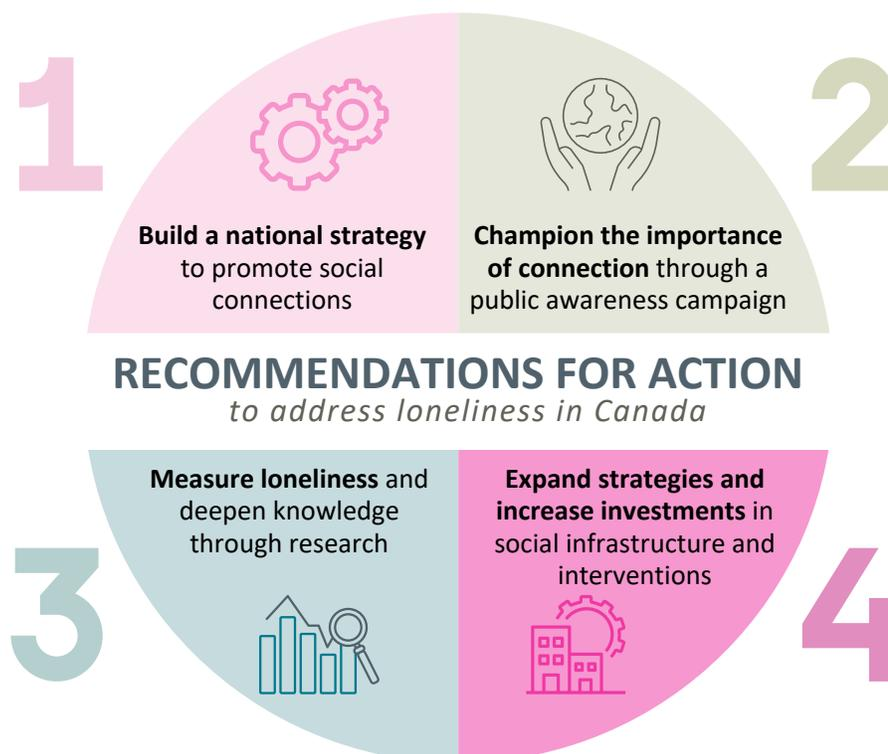 1
Build a national strategy
to promote social
connections
2
Champion the importance
of connection through a
public awareness campaign
RECOMMENDATIONS FOR ACTION
to address loneliness in Canada
3
Measure loneliness and
deepen knowledge
through research
4
Expand strategies and
increase investments in
social infrastructure and
interventions